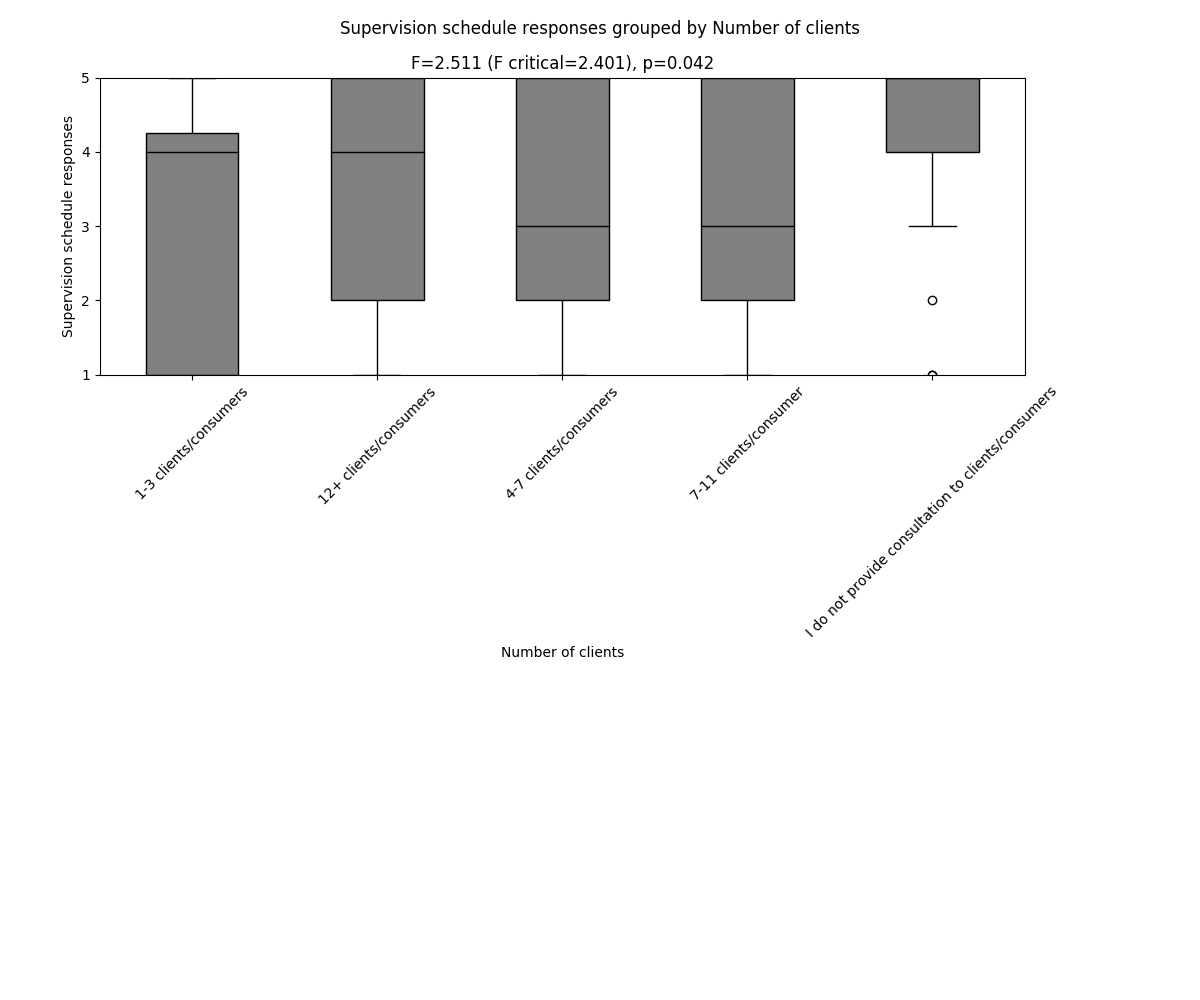 Supervision schedule responses grouped by Number of clients
F=2.511 (F critical=2.401), p=0.042
Supervision schedule responses
5
4
3
2
1
1-3 clients/consumers
12+ clients/consumers
4-7 clients/consumers
7-11 clients/consumer
I do not provide consultation to clients/consumers
Number of clients